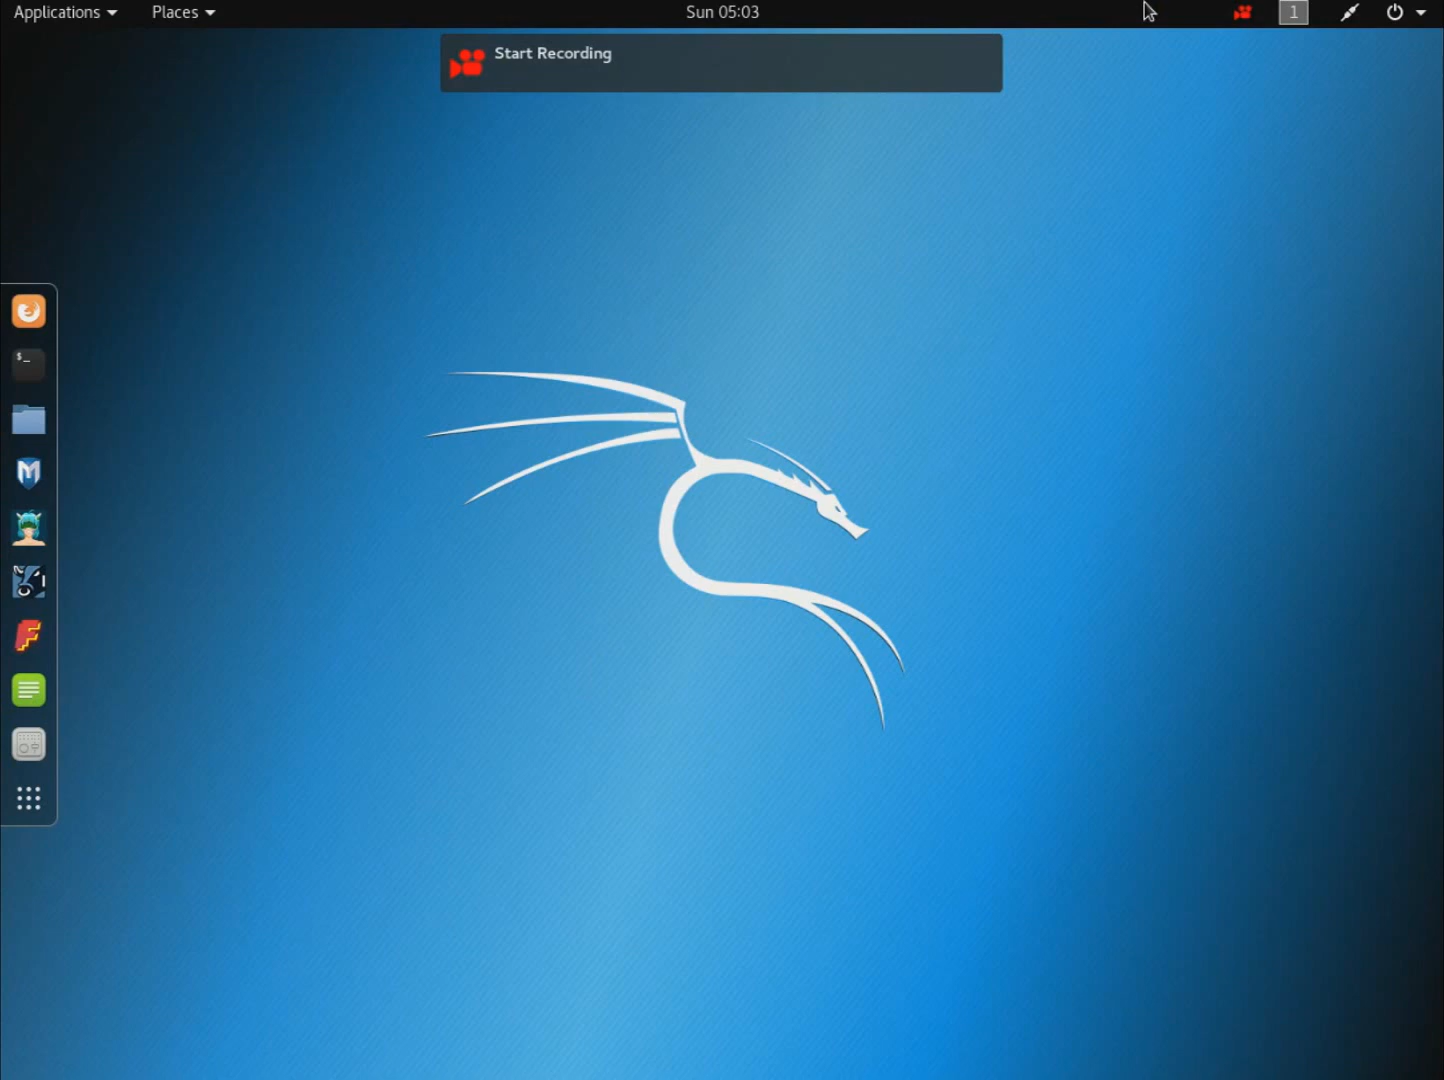 Applications
Places
Sun 05:03
1
Start Recording
$_